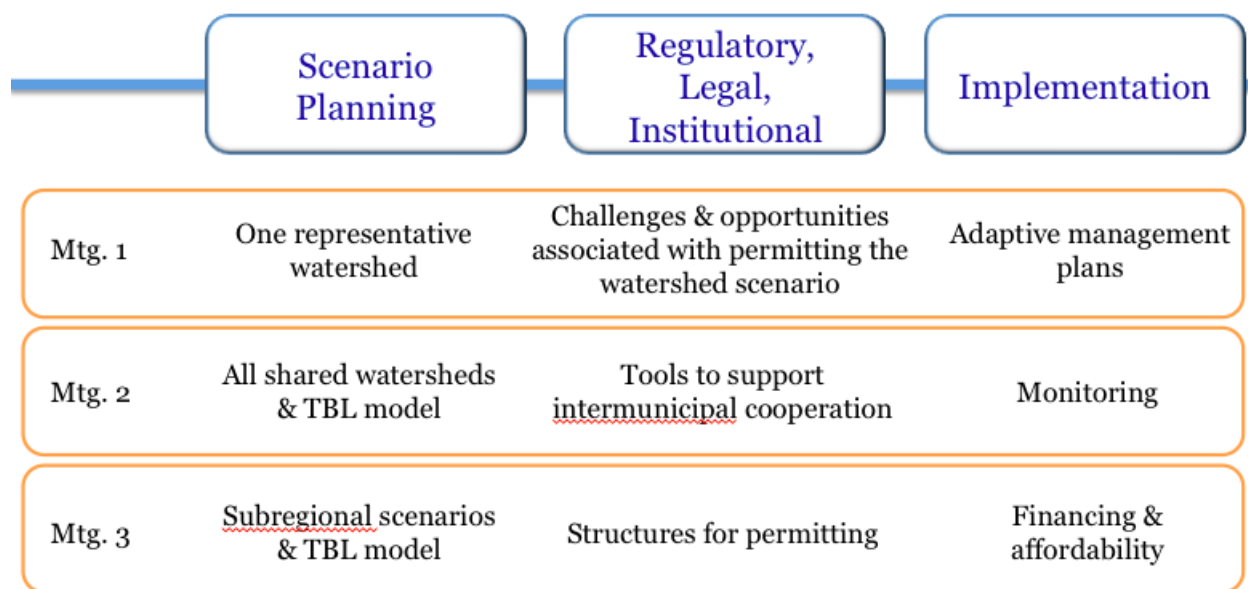 Scenario
Planning
Regulatory,
Legal,
Institutional
Implementation
Mtg. 1
One representative
watershed
Challenges & opportunities
associated with permitting the
watershed scenario
Adaptive management
plans
Mtg. 2
All shared watersheds
& TBL model
Tools to support
intermunicipal cooperation
Monitoring
Mtg. 3
Subregional scenarios
& TBL model
Structures for permitting
Financing &
affordability